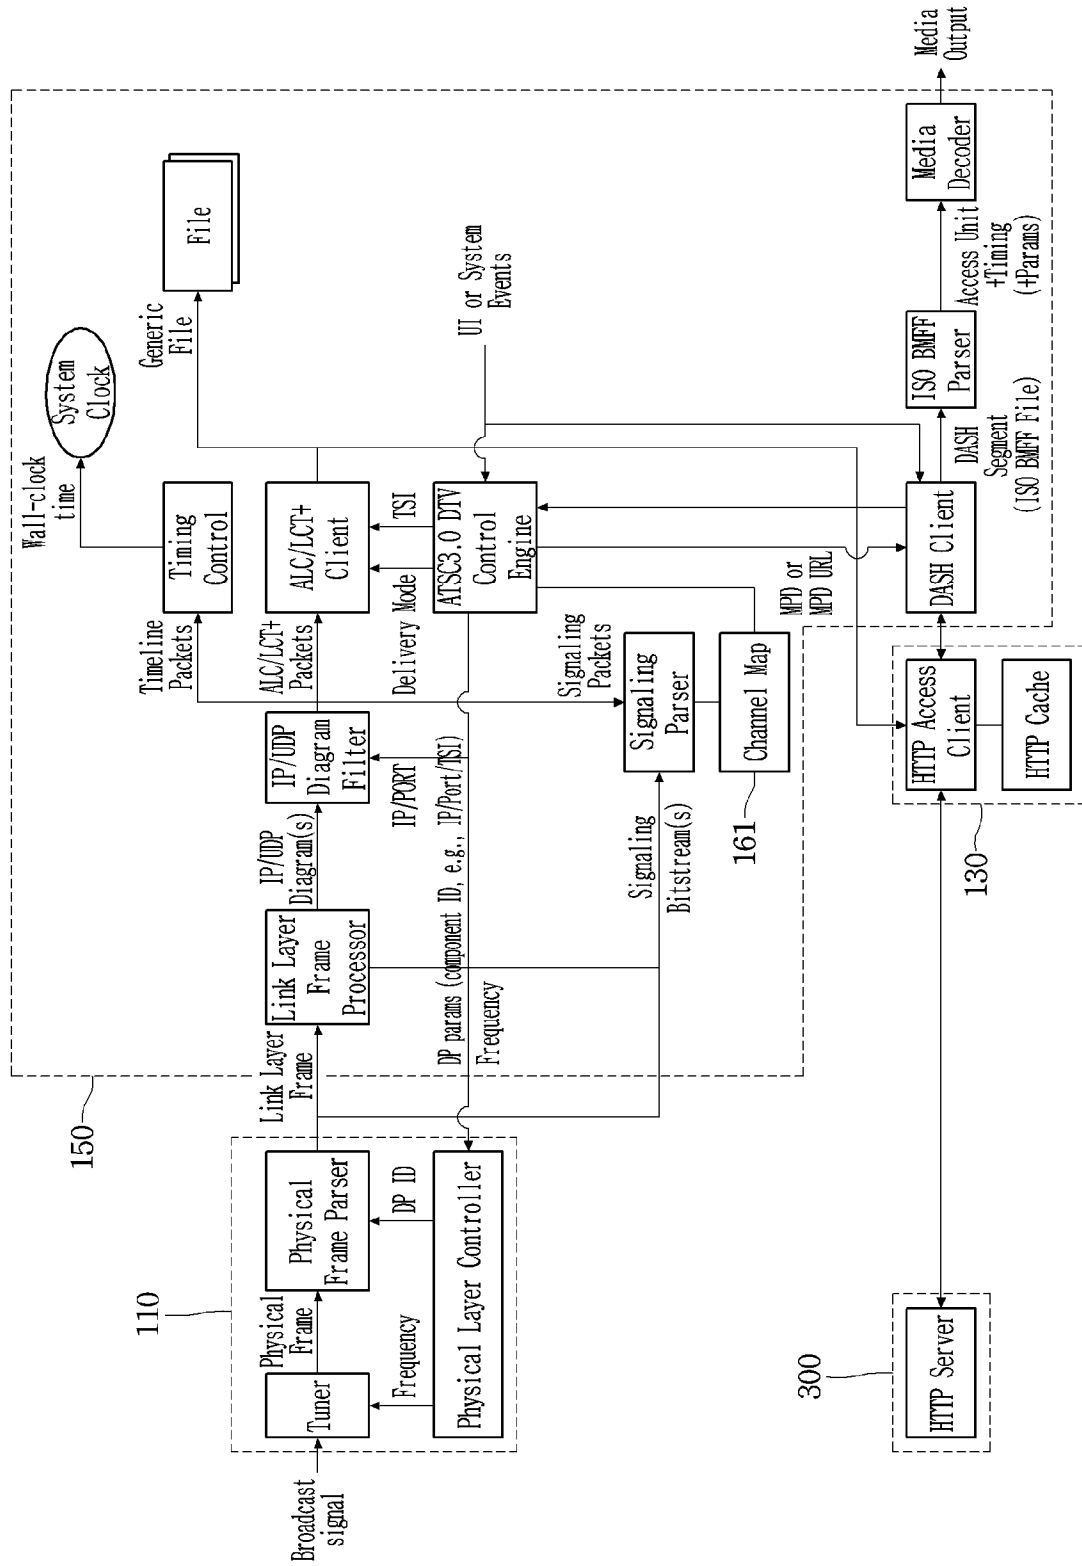 150
110
Broadcast
signal
Tuner
Physical
Frame
Physical
Frame Parser
Frequency
DP ID
Physical Layer Controller
Link Layer
Frame
Link Layer
Frame
Processor
IP/UDP
Diagram(s)
IP/UDP
Diagram
Filter
IP/PORT
DP params (component ID, e.g., IP/Port/TSI)
Frequency
Timeline
Packets
Timing
Control
Wall-clock
time
System
Clock
ALC/LCT+
Packets
ALC/LCT+
Client
Generic
File
File
Delivery Mode
TSI
ATSC3.0 DTV
Control
Engine
UI or System
Events
Signaling
Packets
Signaling
Bitstream(s)
Signaling
Parser
Channel Map
161
MPD or
MPD URL
300
HTTP Server
130
HTTP Access
Client
HTTP Cache
DASH Client
DASH
Segment
(ISO BMFF File)
ISO BMFF
Parser
Access Unit
+Timing
(+Params)
Media
Decoder
Media
Output